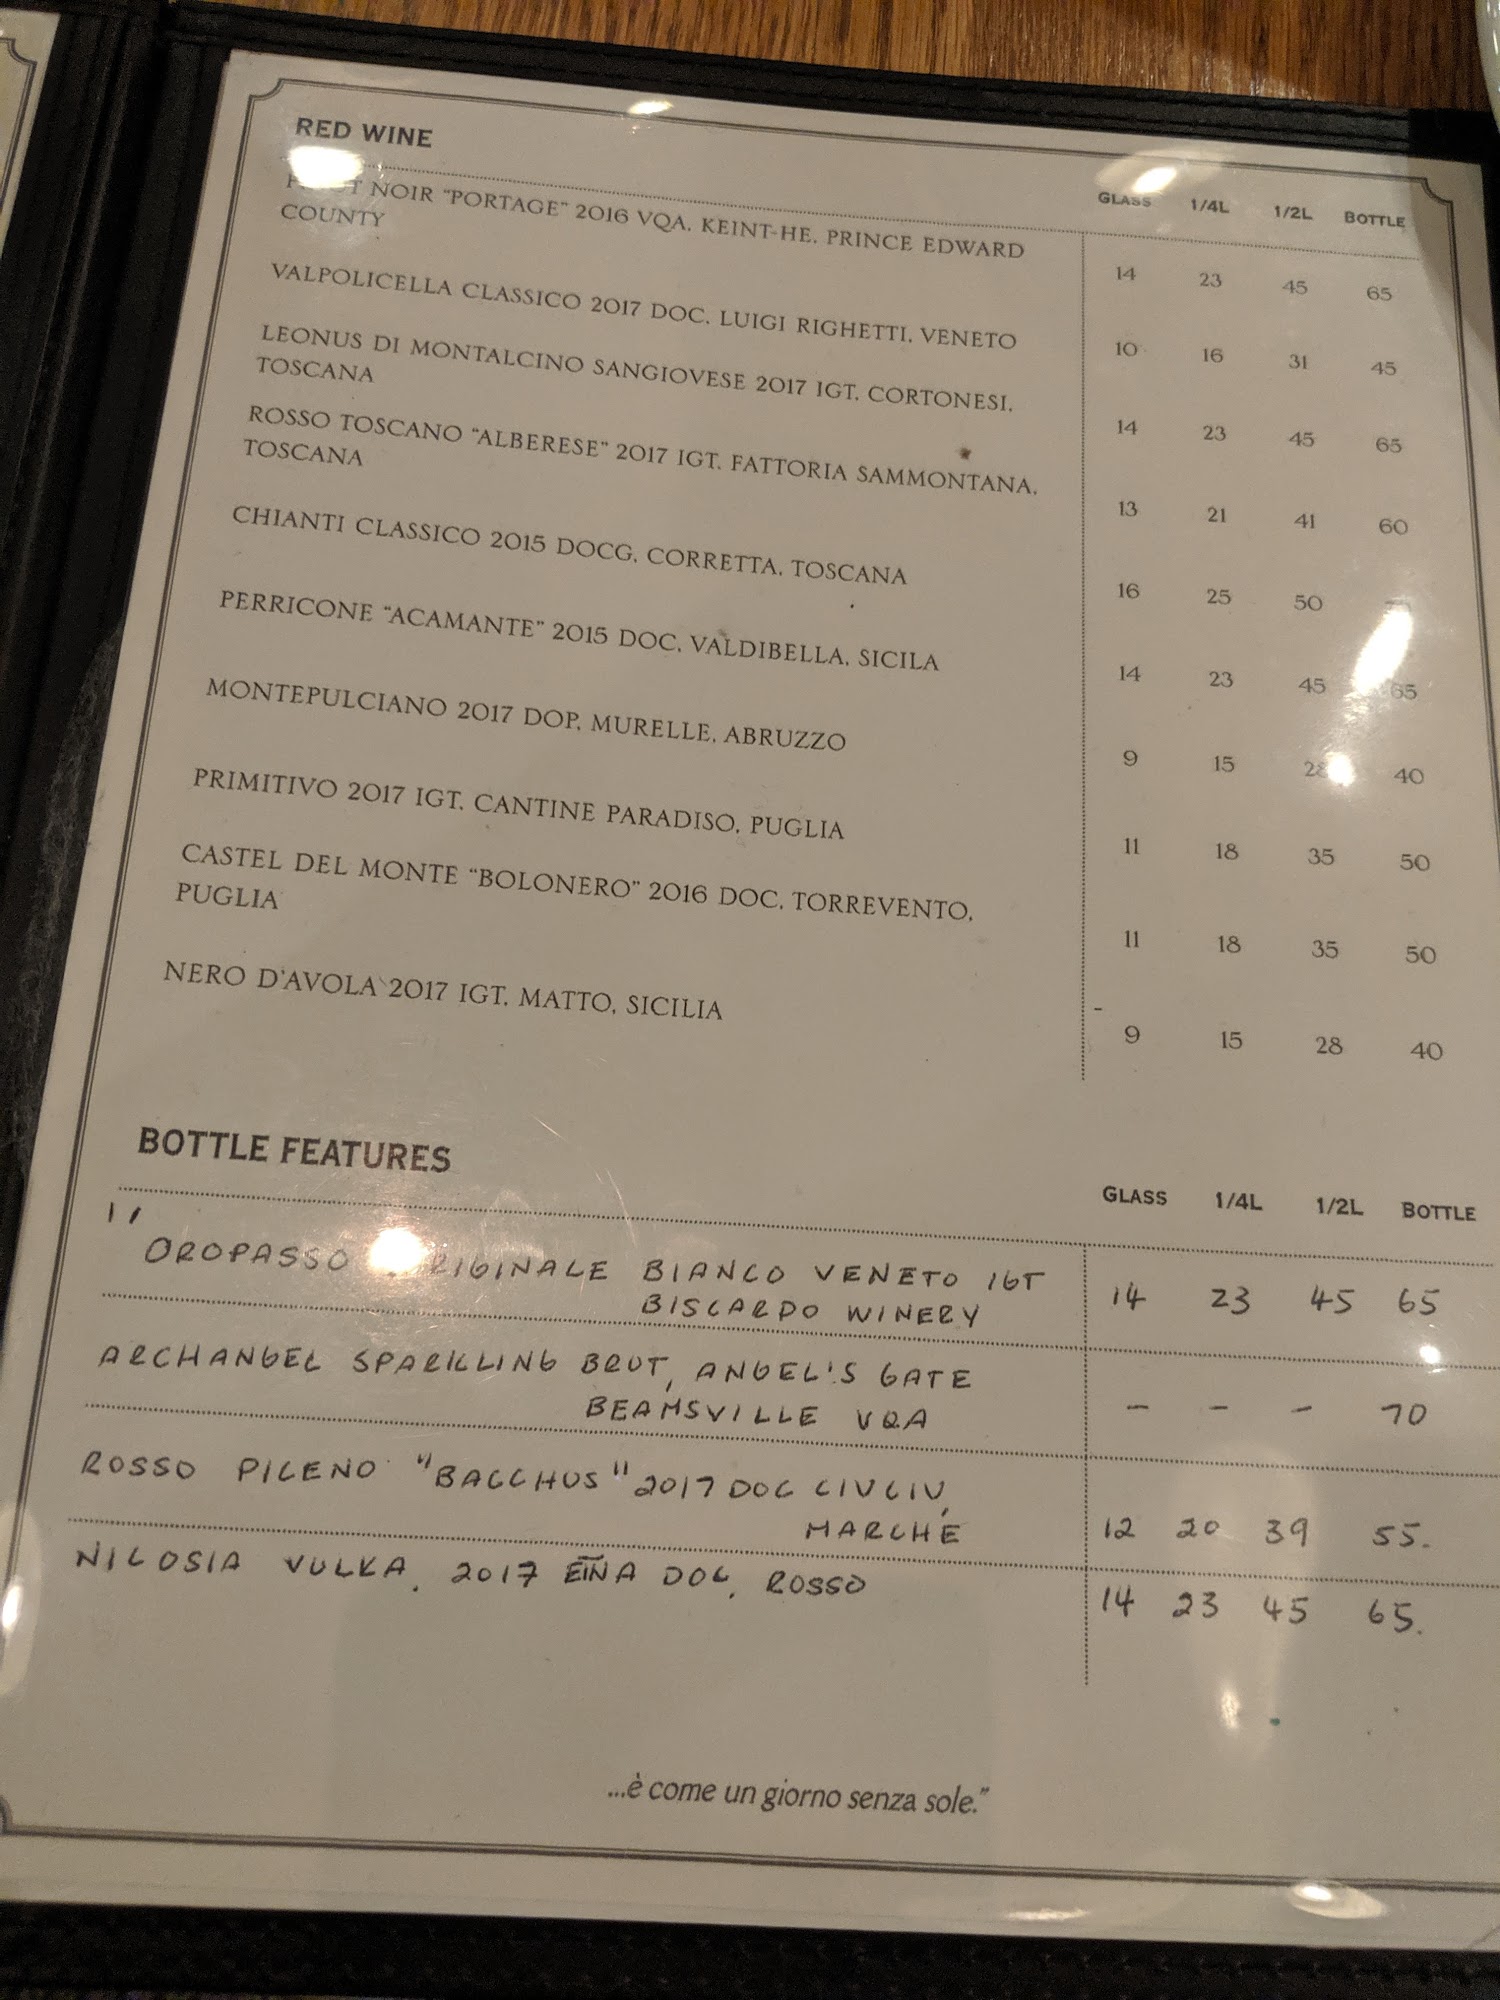 RED WINE
GLASS 1/4L 1/2L BOTTLE
NOIR "PORTAGE" 2016 VQA, KEINT-HE, PRINCE EDWARD
COUNTY
14 23 45 65
VALPOLICELLA CLASSICO 2017 DOC, LUIGI RIGHETTI, VENETO
10 16 31 45
LEONUS DI MONTALCINO SANGIOVESE 2017 IGT, CORTONESI,
TOSCANA
14 23 45 65
ROSSO TOSCANO "ALBERESE" 2017 IGT, FATTORIA SAMMONTANA,
TOSCANA
13 21 41 60
CHIANTI CLASSICO 2015 DOCG, CORRETTA, TOSCANA
16 25 50
PERRICONE "ACAMANTE" 2015 DOC, VALDIBELLA, SICILA
14 23 45 65
MONTEPULCIANO 2017 DOP, MURELLE, ABRUZZO
9 15 28 40
PRIMITIVO 2017 IGT, CANTINE PARADISO, PUGLIA
11 18 35 50
CASTEL DEL MONTE "BOLONERO" 2016 DOC, TORREVENTO,
PUGLIA
11 18 35 50
NERO D'AVOLA 2017 IGT, MATTO, SICILIA
9 15 28 40
BOTTLE FEATURES
GLASS 1/4L 1/2L BOTTLE
"OROPASSO BIANCO VENETO IGT
BISCARDO WINERY
14 23 45 65
ARCHANGEL SPARKLING BRUT, ANGEL'S GATE
BEAMSVILLE VQA
– – – 70
ROSSO PICENO "BACCHUS" 2017 DOC CIUCIU,
MARCHE
12 20 39 55.
NICOSIA VULKA, 2017 ETNA DOC, ROSSO
14 23 45 65.
...è come un giorno senza sole."